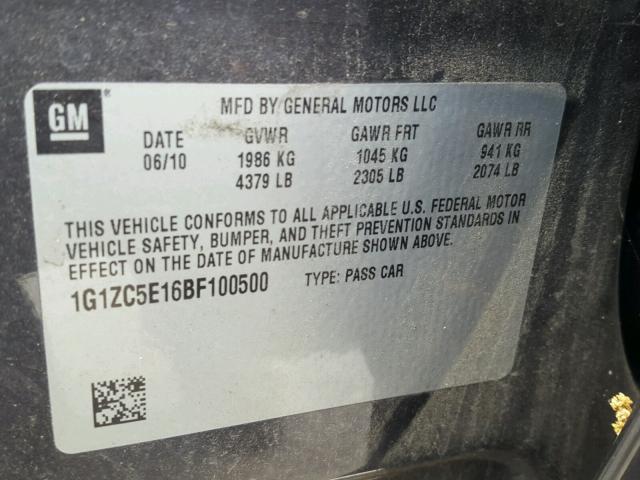 GM®
MFD BY GENERAL MOTORS LLC
DATE GVWR GAWR FRT GAWR RR
06/10 1986 KG 1045 KG 941 KG
4379 LB 2305 LB 2074 LB
THIS VEHICLE CONFORMS TO ALL APPLICABLE U.S. FEDERAL MOTOR
VEHICLE SAFETY, BUMPER, AND THEFT PREVENTION STANDARDS IN
EFFECT ON THE DATE OF MANUFACTURE SHOWN ABOVE.
1G1ZC5E16BF100500 TYPE: PASS CAR